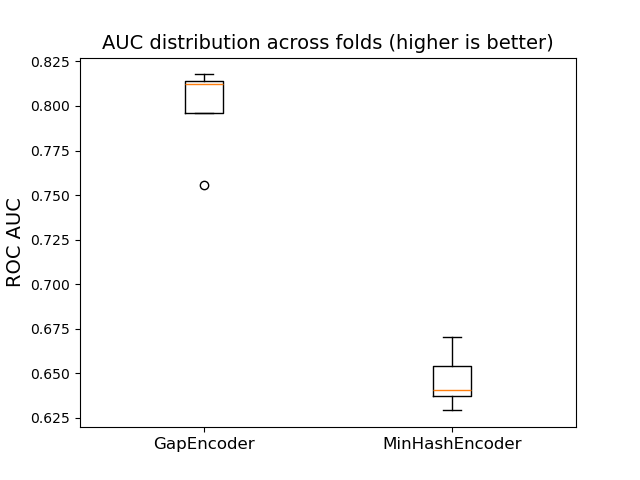 AUC distribution across folds (higher is better)
0.825
0.800
0.775
0.750
0.725
0.700
0.675
0.650
0.625
ROC AUC
GapEncoder
MinHashEncoder